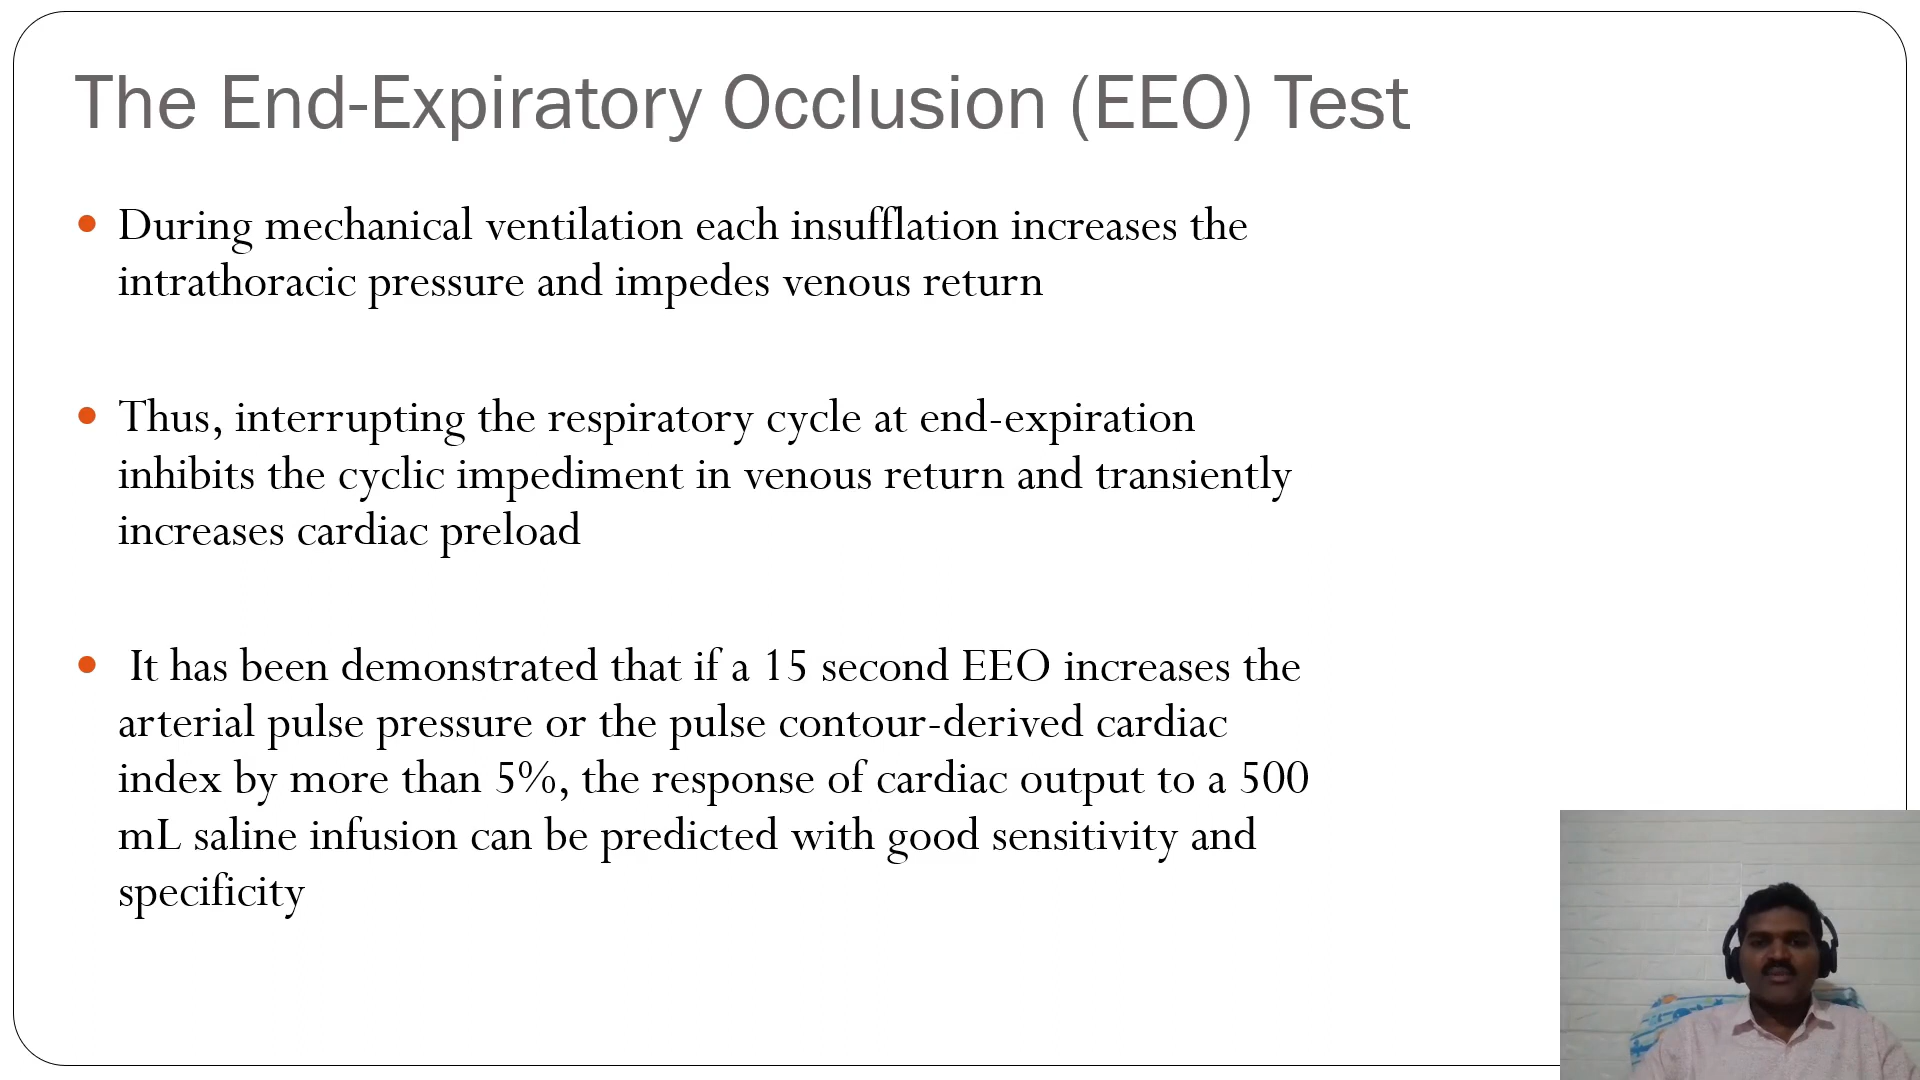 The End-Expiratory Occlusion (EEO) Test
• During mechanical ventilation each insufflation increases the
intrathoracic pressure and impedes venous return
• Thus, interrupting the respiratory cycle at end-expiration
inhibits the cyclic impediment in venous return and transiently
increases cardiac preload
• It has been demonstrated that if a 15 second EEO increases the
arterial pulse pressure or the pulse contour-derived cardiac
index by more than 5%, the response of cardiac output to a 500
mL saline infusion can be predicted with good sensitivity and
specificity